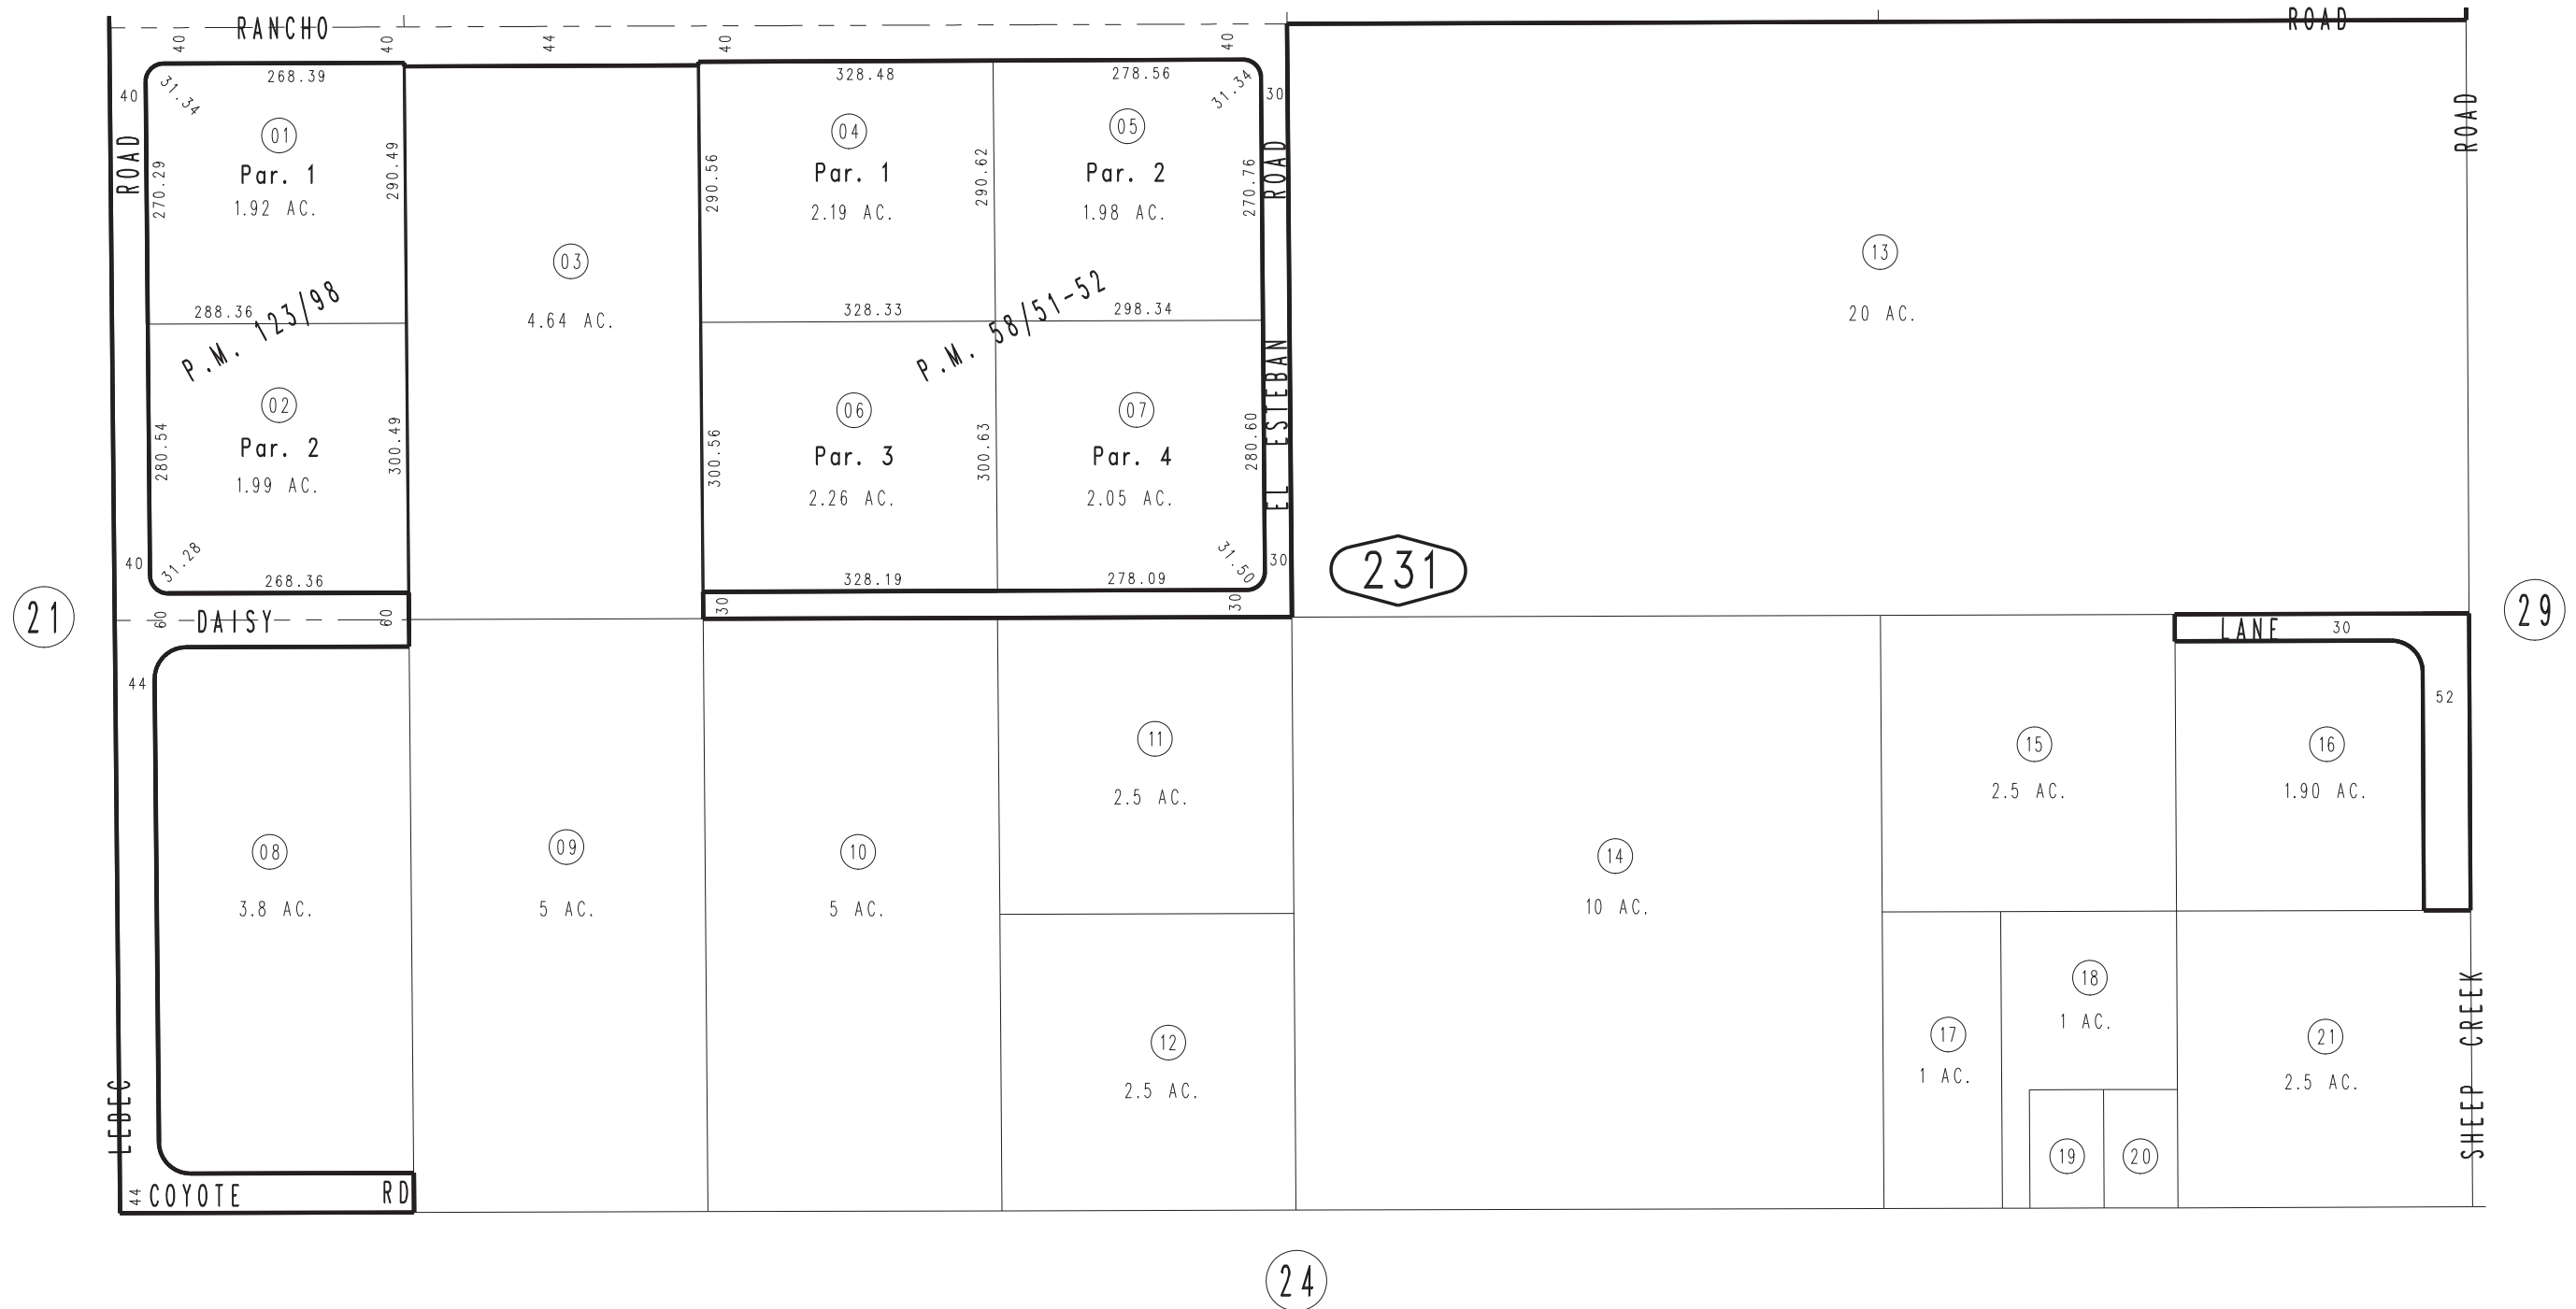 RANCHO
ROAD
40
40
44
40
40
268.39
328.48
278.56
40
31.34
31.34
30
ROAD
ROAD
ROAD
01
Par. 1
1.92 AC.
270.29
290.49
04
Par. 1
2.19 AC.
290.56
290.62
05
Par. 2
1.98 AC.
270.76
03
4.64 AC.
13
20 AC.
288.36
P.M. 123/98
328.33
298.34
P.M. 58/51-52
EL ESTEBAN
02
Par. 2
1.99 AC.
280.54
300.49
06
Par. 3
2.26 AC.
300.56
300.63
07
Par. 4
2.05 AC.
280.60
40
31.28
268.36
328.19
278.09
31.50
30
231
21
60
DAISY
60
30
30
LANE
30
29
44
52
11
2.5 AC.
15
2.5 AC.
16
1.90 AC.
08
3.8 AC.
09
5 AC.
10
5 AC.
14
10 AC.
12
2.5 AC.
17
1 AC.
18
1 AC.
21
2.5 AC.
19
20
LEBEC
SHEEP CREEK
44
COYOTE RD
24